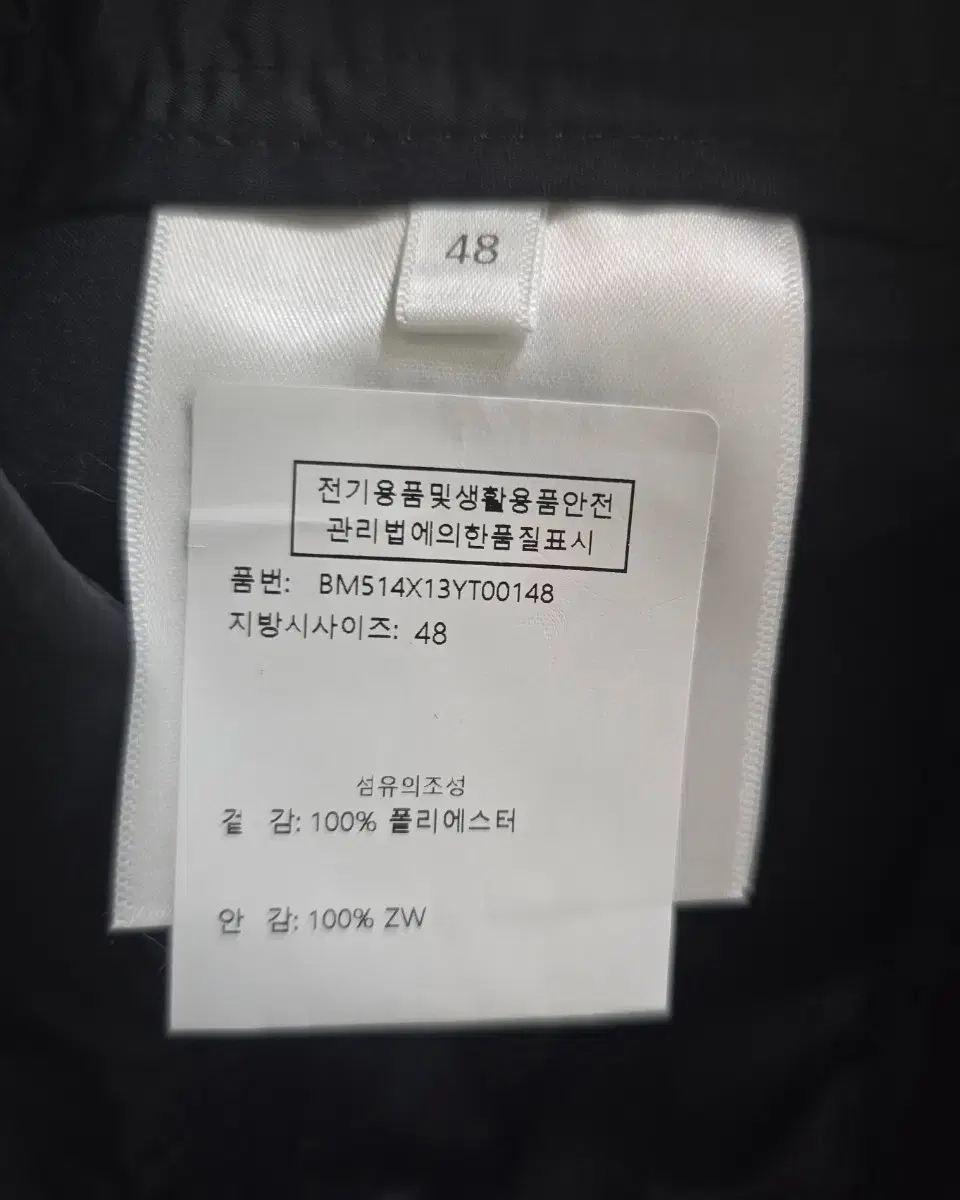 48
전기용품및생활용품안전
관리법에의한품질표시
품번: BM514X13YT00148
지방시사이즈: 48
섬유의조성
겉 감: 100% 폴리에스터
안 감: 100% ZW